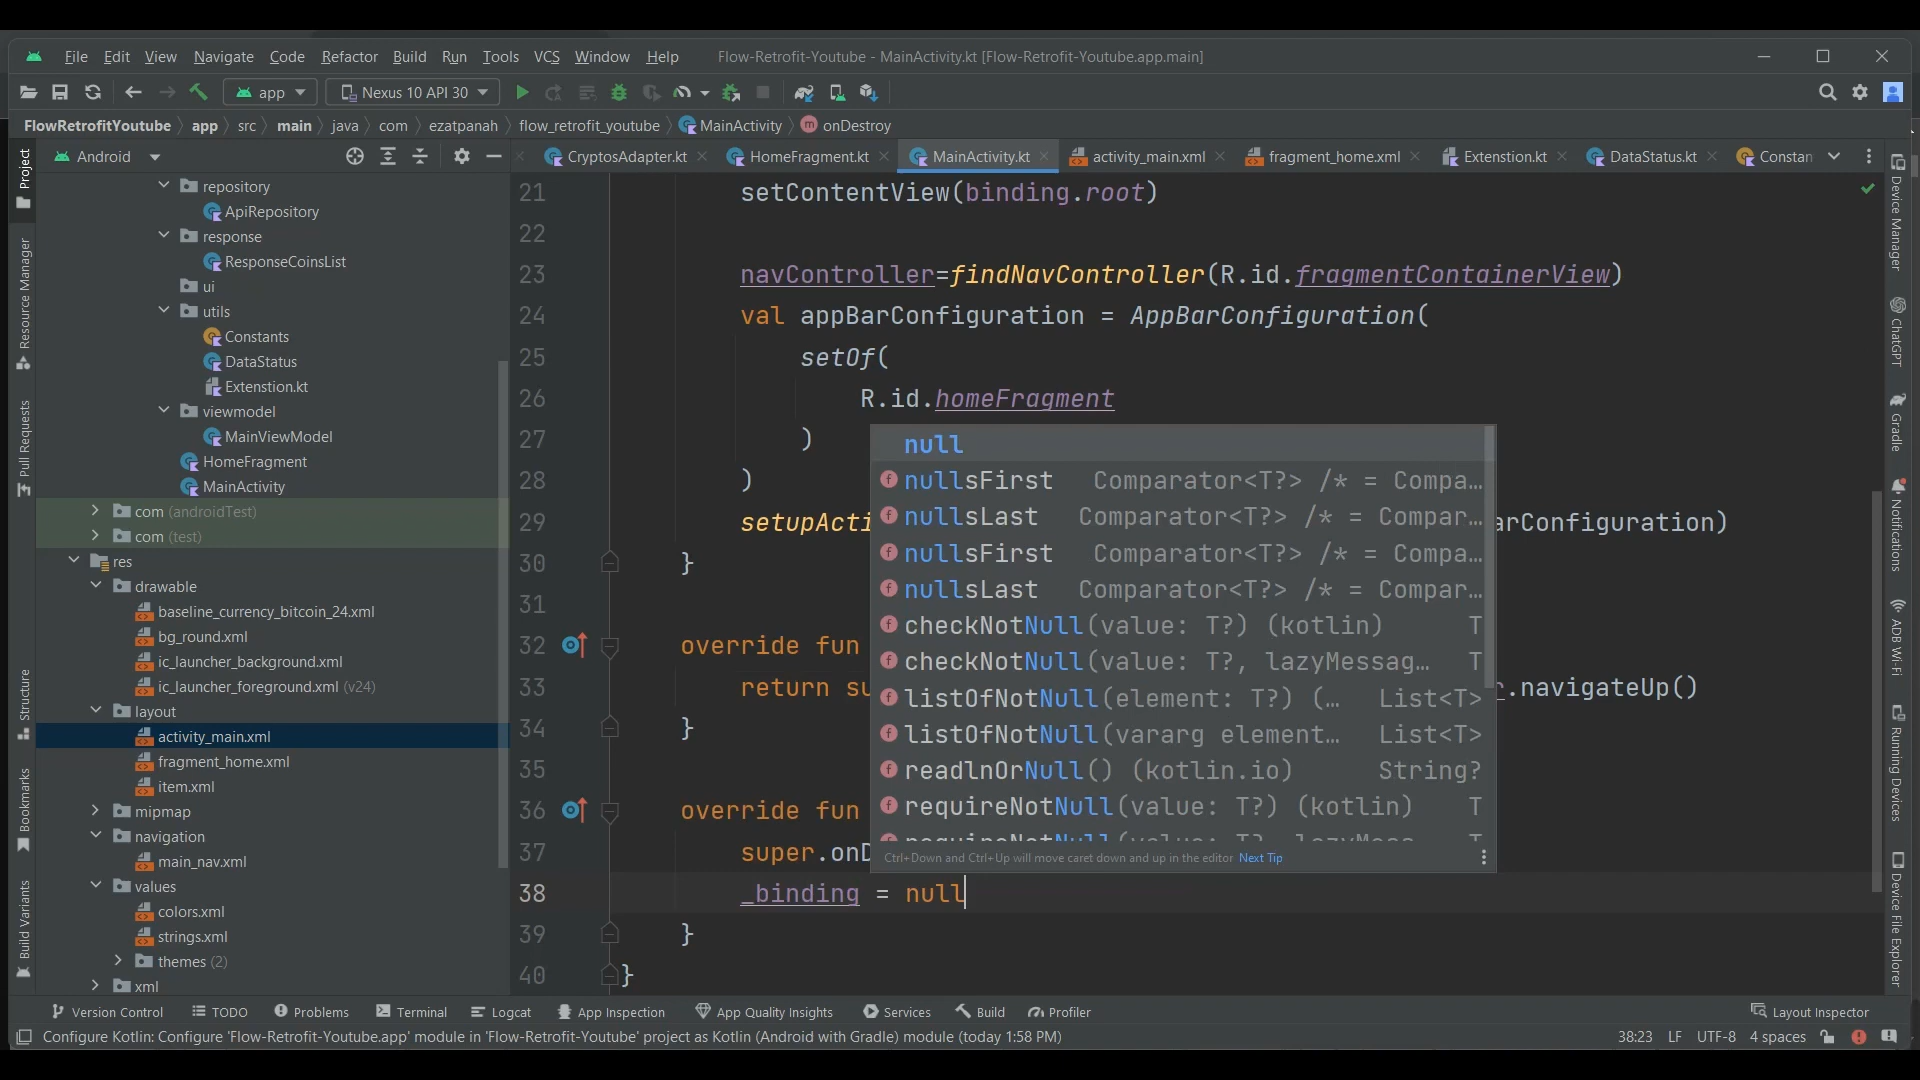 File Edit View Navigate Code Refactor Build Run Tools VCS Window Help Flow-Retrofit-Youtube - MainActivity.kt [Flow-Retrofit-Youtube.app.main]
app Nexus 10 API 30
FlowRetrofitYoutube app src main java com ezatpanah flow_retrofit_youtube MainActivity onDestroy
Project
Resource Manager
Pull Requests
Structure
Bookmarks
Build Variants
Android
CryptosAdapter.kt HomeFragment.kt MainActivity.kt activity_main.xml fragment_home.xml Extenstion.kt DataStatus.kt Constan
repository
ApiRepository
response
ResponseCoinsList
ui
utils
Constants
DataStatus
Extenstion.kt
viewmodel
MainViewModel
HomeFragment
MainActivity
com (androidTest)
com (test)
res
drawable
baseline_currency_bitcoin_24.xml
bg_round.xml
ic_launcher_background.xml
ic_launcher_foreground.xml (v24)
layout
activity_main.xml
fragment_home.xml
item.xml
mipmap
navigation
main_nav.xml
values
colors.xml
strings.xml
themes (2)
xml
21 setContentView(binding.root)
22
23 navController=findNavController(R.id.fragmentContainerView)
24 val appBarConfiguration = AppBarConfiguration(
25 setOf(
26 R.id.homeFragment
27 )
28 )
29 setupActi arConfiguration)
30 }
31
32 override fun
33 return su .navigateUp()
34 }
35
36 override fun
37 super.onD
38 _binding = null
39 }
40 }
null
nullsFirst Comparator<T?> /* = Compa…
nullsLast Comparator<T?> /* = Compar…
nullsFirst Comparator<T?> /* = Compa…
nullsLast Comparator<T?> /* = Compar…
checkNotNull(value: T?) (kotlin) T
checkNotNull(value: T?, lazyMessag… T
listOfNotNull(element: T?) (… List<T>
listOfNotNull(vararg element… List<T>
readlnOrNull() (kotlin.io) String?
requireNotNull(value: T?) (kotlin) T
requireNotNull(value: T?, lazyMess… T
Ctrl+Down and Ctrl+Up will move caret down and up in the editor Next Tip
Device Manager
ChatGPT
Gradle
Notifications
ADB Wi-Fi
Running Devices
Device File Explorer
Version Control TODO Problems Terminal Logcat App Inspection App Quality Insights Services Build Profiler Layout Inspector
Configure Kotlin: Configure 'Flow-Retrofit-Youtube.app' module in 'Flow-Retrofit-Youtube' project as Kotlin (Android with Gradle) module (today 1:58 PM) 38:23 LF UTF-8 4 spaces